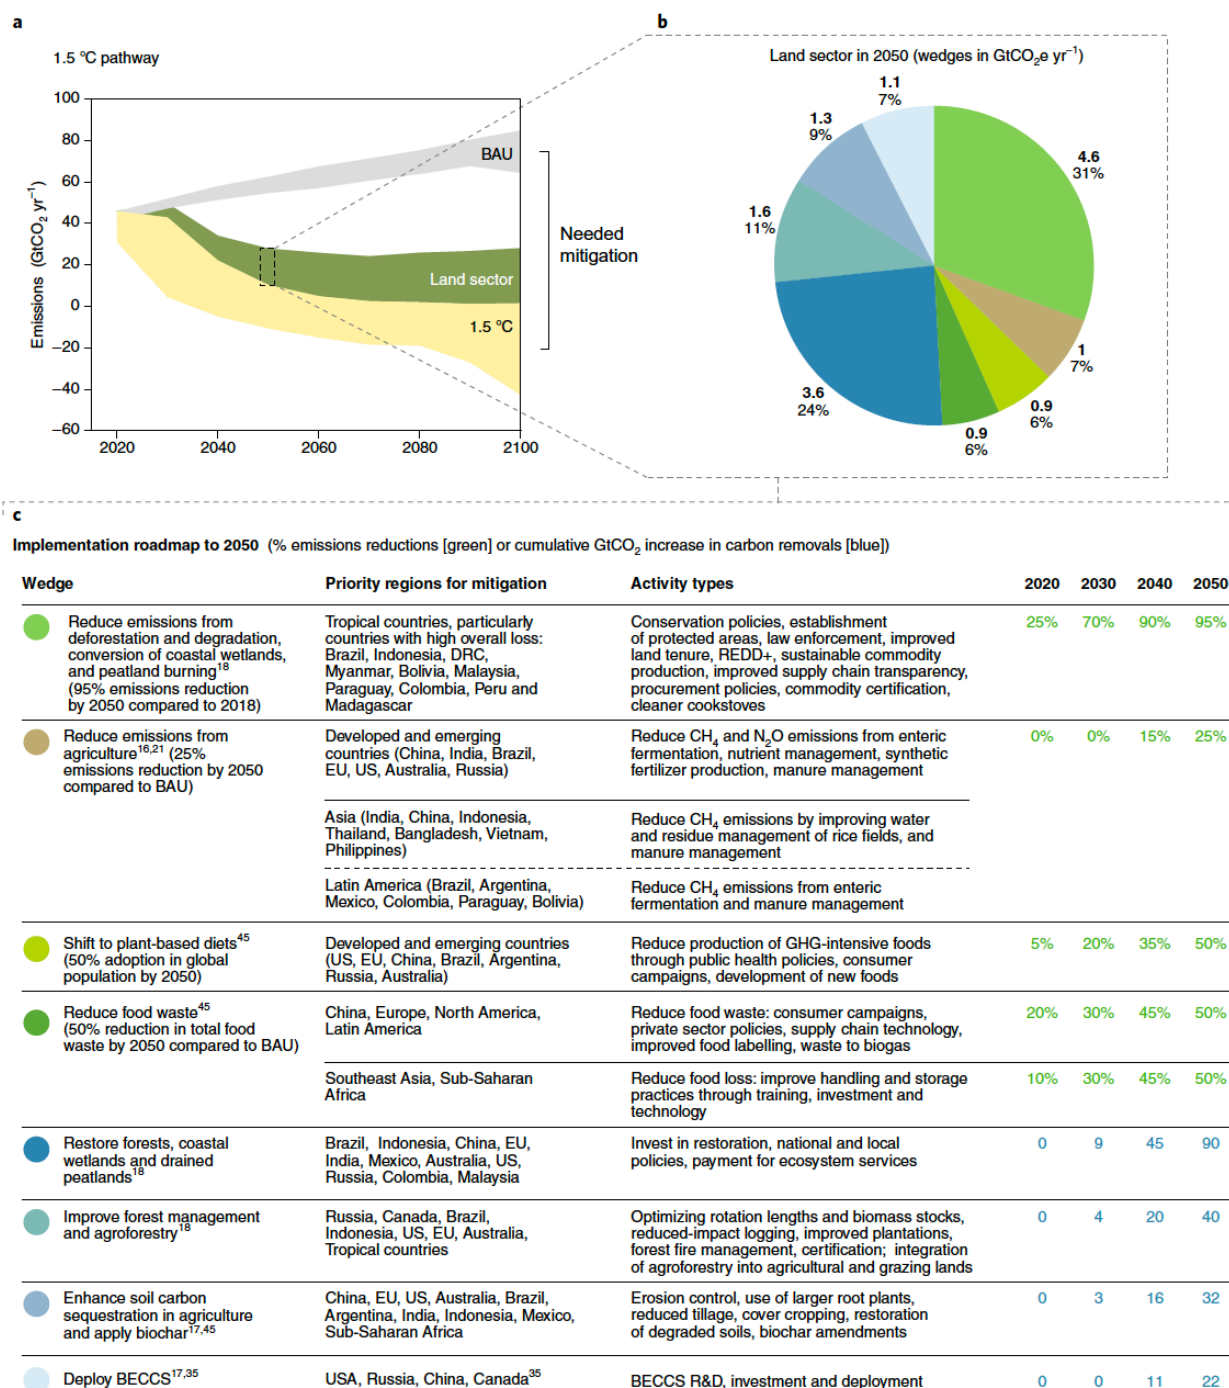 a
1.5 °C pathway
100
80
60
40
20
0
–20
–40
–60
Emissions (GtCO2 yr–1)
2020
2040
2060
2080
2100
BAU
Land sector
1.5 °C
Needed
mitigation
b
Land sector in 2050 (wedges in GtCO2e yr–1)
4.6
31%
1
7%
0.9
6%
0.9
6%
3.6
24%
1.6
11%
1.3
9%
1.1
7%
c
Implementation roadmap to 2050 (% emissions reductions [green] or cumulative GtCO2 increase in carbon removals [blue])
Wedge Priority regions for mitigation Activity types 2020 2030 2040 2050
Reduce emissions from
deforestation and degradation,
conversion of coastal wetlands,
and peatland burning18
(95% emissions reduction
by 2050 compared to 2018)
Tropical countries, particularly
countries with high overall loss:
Brazil, Indonesia, DRC,
Myanmar, Bolivia, Malaysia,
Paraguay, Colombia, Peru and
Madagascar
Conservation policies, establishment
of protected areas, law enforcement, improved
land tenure, REDD+, sustainable commodity
production, improved supply chain transparency,
procurement policies, commodity certification,
cleaner cookstoves
25% 70% 90% 95%
Reduce emissions from
agriculture16,21 (25%
emissions reduction by 2050
compared to BAU)
Developed and emerging
countries (China, India, Brazil,
EU, US, Australia, Russia)
Reduce CH4 and N2O emissions from enteric
fermentation, nutrient management, synthetic
fertilizer production, manure management
0% 0% 15% 25%
Asia (India, China, Indonesia,
Thailand, Bangladesh, Vietnam,
Philippines)
Reduce CH4 emissions by improving water
and residue management of rice fields, and
manure management
Latin America (Brazil, Argentina,
Mexico, Colombia, Paraguay, Bolivia)
Reduce CH4 emissions from enteric
fermentation and manure management
Shift to plant-based diets45
(50% adoption in global
population by 2050)
Developed and emerging countries
(US, EU, China, Brazil, Argentina,
Russia, Australia)
Reduce production of GHG-intensive foods
through public health policies, consumer
campaigns, development of new foods
5% 20% 35% 50%
Reduce food waste45
(50% reduction in total food
waste by 2050 compared to BAU)
China, Europe, North America,
Latin America
Reduce food waste: consumer campaigns,
private sector policies, supply chain technology,
improved food labelling, waste to biogas
20% 30% 45% 50%
Southeast Asia, Sub-Saharan
Africa
Reduce food loss: improve handling and storage
practices through training, investment and
technology
10% 30% 45% 50%
Restore forests, coastal
wetlands and drained
peatlands18
Brazil, Indonesia, China, EU,
India, Mexico, Australia, US,
Russia, Colombia, Malaysia
Invest in restoration, national and local
policies, payment for ecosystem services
0 9 45 90
Improve forest management
and agroforestry18
Russia, Canada, Brazil,
Indonesia, US, EU, Australia,
Tropical countries
Optimizing rotation lengths and biomass stocks,
reduced-impact logging, improved plantations,
forest fire management, certification; integration
of agroforestry into agricultural and grazing lands
0 4 20 40
Enhance soil carbon
sequestration in agriculture
and apply biochar17,45
China, EU, US, Australia, Brazil,
Argentina, India, Indonesia, Mexico,
Sub-Saharan Africa
Erosion control, use of larger root plants,
reduced tillage, cover cropping, restoration
of degraded soils, biochar amendments
0 3 16 32
Deploy BECCS17,35
USA, Russia, China, Canada35
BECCS R&D, investment and deployment
0 0 11 22